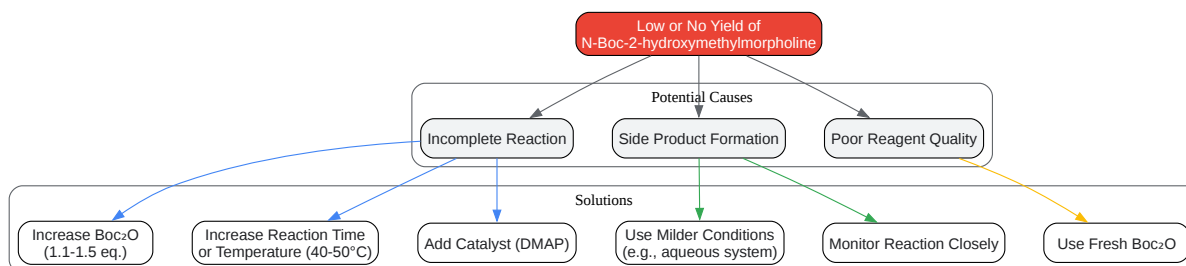 Low or No Yield of
N-Boc-2-hydroxymethylmorpholine
Potential Causes
Incomplete Reaction
Side Product Formation
Poor Reagent Quality
Solutions
Increase Boc₂O
(1.1-1.5 eq.)
Increase Reaction Time
or Temperature (40-50°C)
Add Catalyst (DMAP)
Use Milder Conditions
(e.g., aqueous system)
Monitor Reaction Closely
Use Fresh Boc₂O